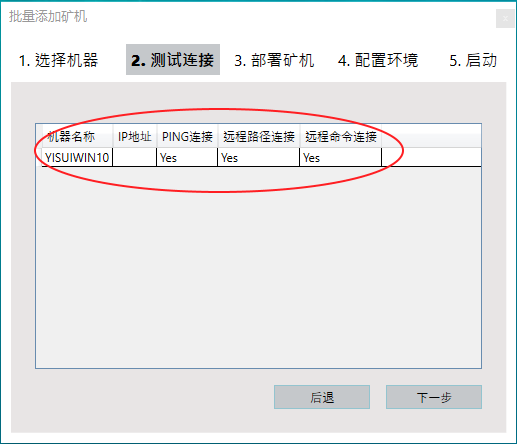 批量添加矿机
1. 选择机器 2. 测试连接 3. 部署矿机 4. 配置环境 5. 启动
机器名称 IP地址 PING连接 远程路径连接 远程命令连接
YISUIWIN10 Yes Yes Yes
后退 下一步